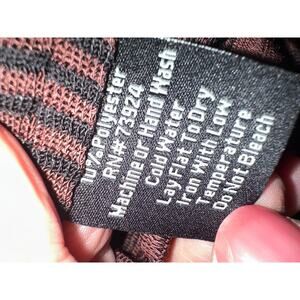 10% Polyester
RN# 73924
Machine or Hand Wash
Cold Water
Lay Flat To Dry
Iron With Low
Temperature
Do Not Bleach